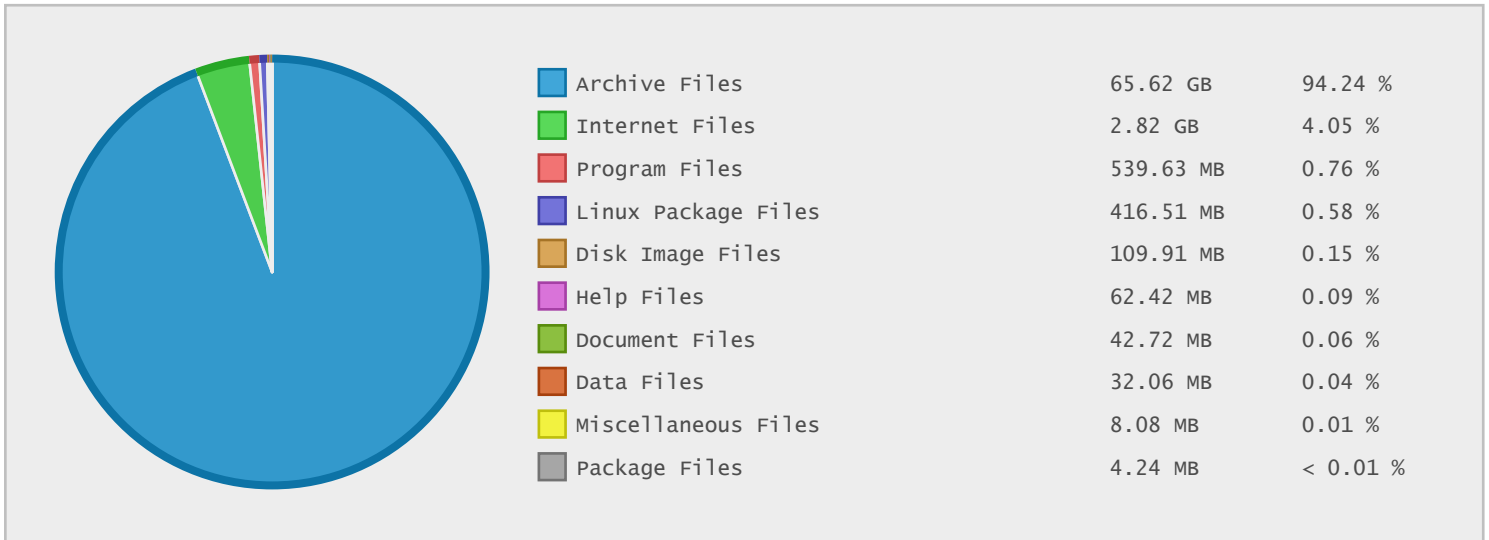 Archive Files 65.62 GB 94.24 %
Internet Files 2.82 GB 4.05 %
Program Files 539.63 MB 0.76 %
Linux Package Files 416.51 MB 0.58 %
Disk Image Files 109.91 MB 0.15 %
Help Files 62.42 MB 0.09 %
Document Files 42.72 MB 0.06 %
Data Files 32.06 MB 0.04 %
Miscellaneous Files 8.08 MB 0.01 %
Package Files 4.24 MB < 0.01 %